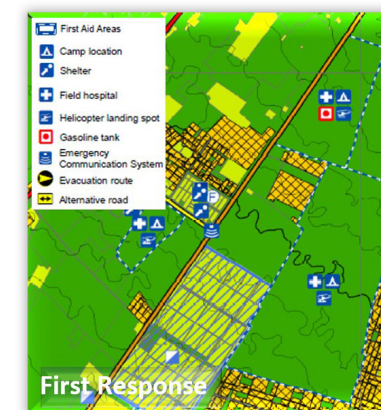 First Aid Areas
Camp location
Shelter
Field hospital
Helicopter landing spot
Gasoline tank
Emergency
Communication System
Evacuation route
Alternative road
First Response